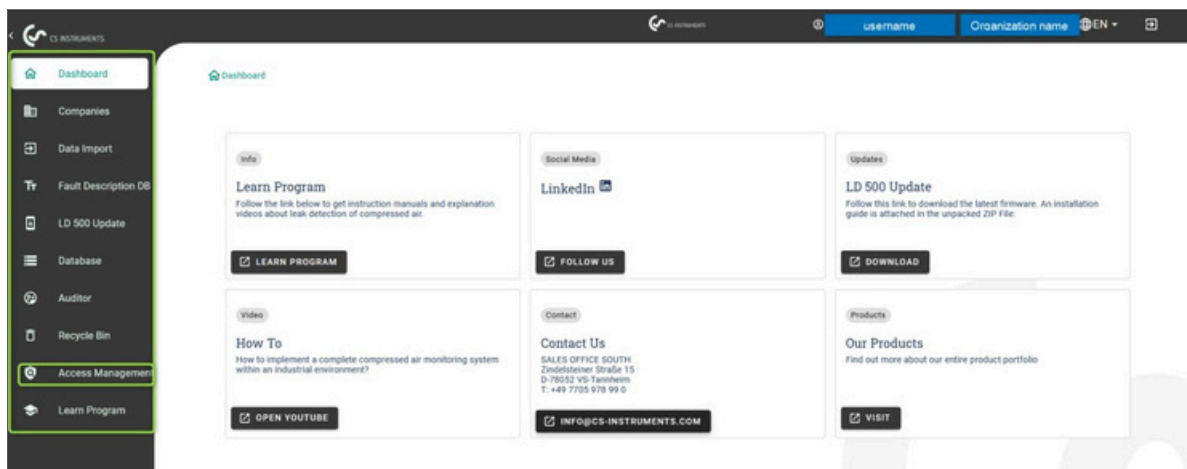 CS INSTRUMENTS
CS INSTRUMENTS
username
Organization name
EN
Dashboard
Companies
Data Import
Fault Description DB
LD 500 Update
Database
Auditor
Recycle Bin
Access Management
Learn Program
Dashboard
Info
Learn Program
Follow the link below to get instruction manuals and explanation
videos about leak detection of compressed air.
LEARN PROGRAM
Social Media
LinkedIn
FOLLOW US
Updates
LD 500 Update
Follow this link to download the latest firmware. An installation
guide is attached in the unpacked ZIP File:
DOWNLOAD
Video
How To
How to implement a complete compressed air monitoring system
within an industrial environment?
OPEN YOUTUBE
Contact
Contact Us
SALES OFFICE SOUTH
Zindelsteiner Straße 15
D-78052 VS-Tannheim
T: +49 7705 978 99 0
INFO@CS-INSTRUMENTS.COM
Products
Our Products
Find out more about our entire product portfolio
VISIT